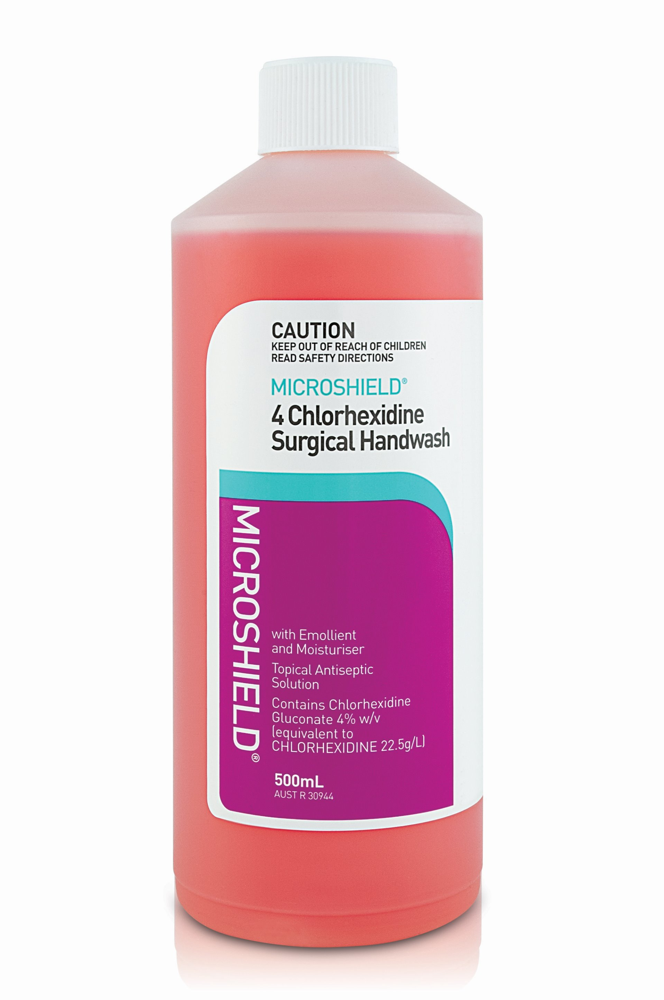 CAUTION
KEEP OUT OF REACH OF CHILDREN
READ SAFETY DIRECTIONS
MICROSHIELD®
4 Chlorhexidine
Surgical Handwash
MICROSHIELD®
with Emollient
and Moisturiser
Topical Antiseptic
Solution
Contains Chlorhexidine
Gluconate 4% w/v
(equivalent to
CHLORHEXIDINE 22.5g/L)
500mL
AUST R 30944